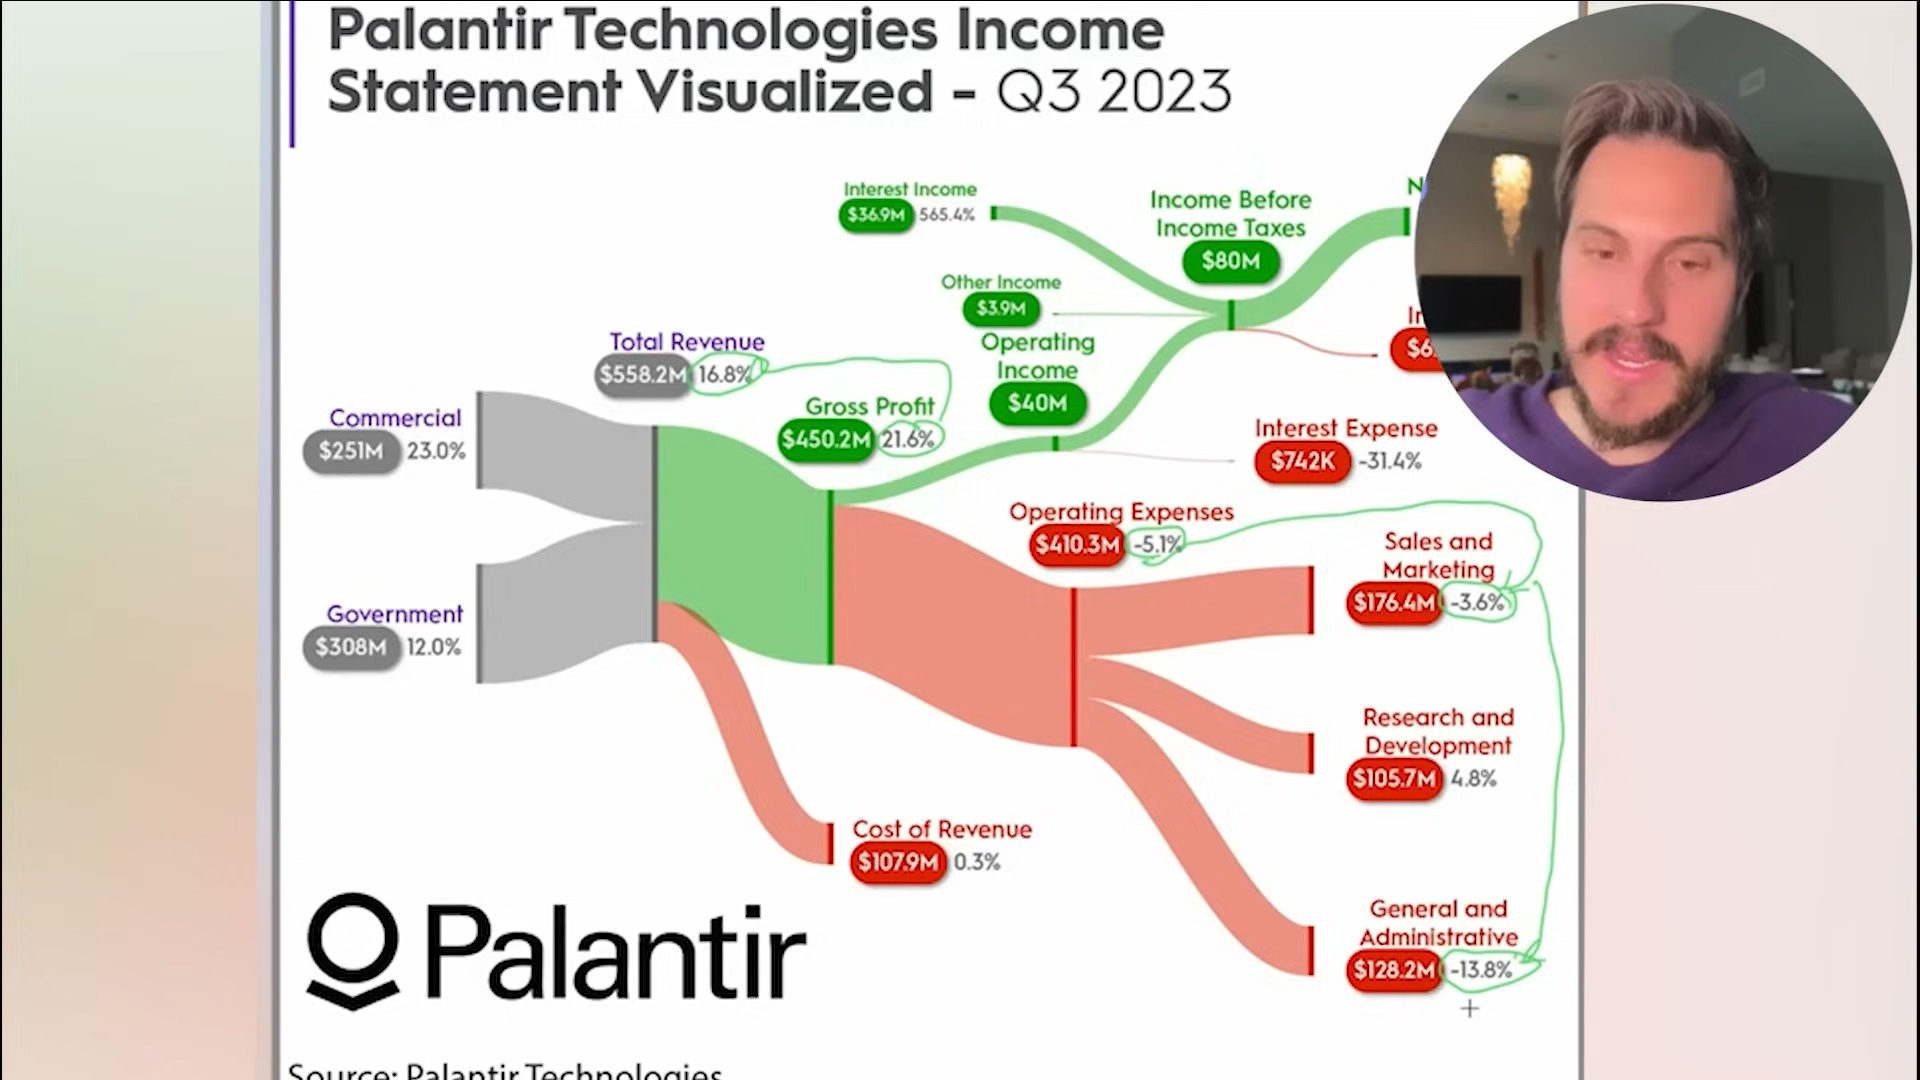 Palantir Technologies Income
Statement Visualized - Q3 2023
Interest Income
$36.9M 565.4%
Income Before
Income Taxes
$80M
Other Income
$3.9M
Total Revenue
$558.2M 16.8%
Operating
Income
$40M
Gross Profit
$450.2M 21.6%
Commercial
$251M 23.0%
Interest Expense
$742K -31.4%
Operating Expenses
$410.3M -5.1%
Sales and
Marketing
$176.4M -3.6%
Government
$308M 12.0%
Research and
Development
$105.7M 4.8%
Cost of Revenue
$107.9M 0.3%
General and
Administrative
$128.2M -13.8%
Palantir
Source: Palantir Technologies